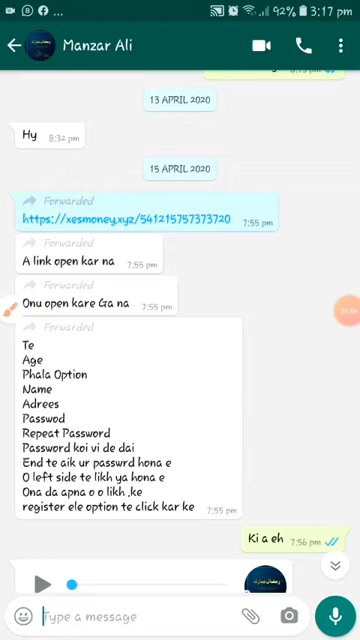 92% 3:17 pm
Manzar Ali
13 APRIL 2020
Hy 8:32 pm
15 APRIL 2020
Forwarded
https://xesmoney.xyz/541215757373720 7:55 pm
Forwarded
A link open kar na 7:55 pm
Forwarded
Onu open kare Ga na 7:55 pm
Forwarded
Te
Age
Phala Option
Name
Adrees
Passwod
Repeat Password
Password koi vi de dai
End te aik ur passwrd hona e
O left side te likh ya hona e
Ona da apna o o likh ,ke
register ele option te click kar ke 7:55 pm
Ki a eh 7:56 pm
Type a message